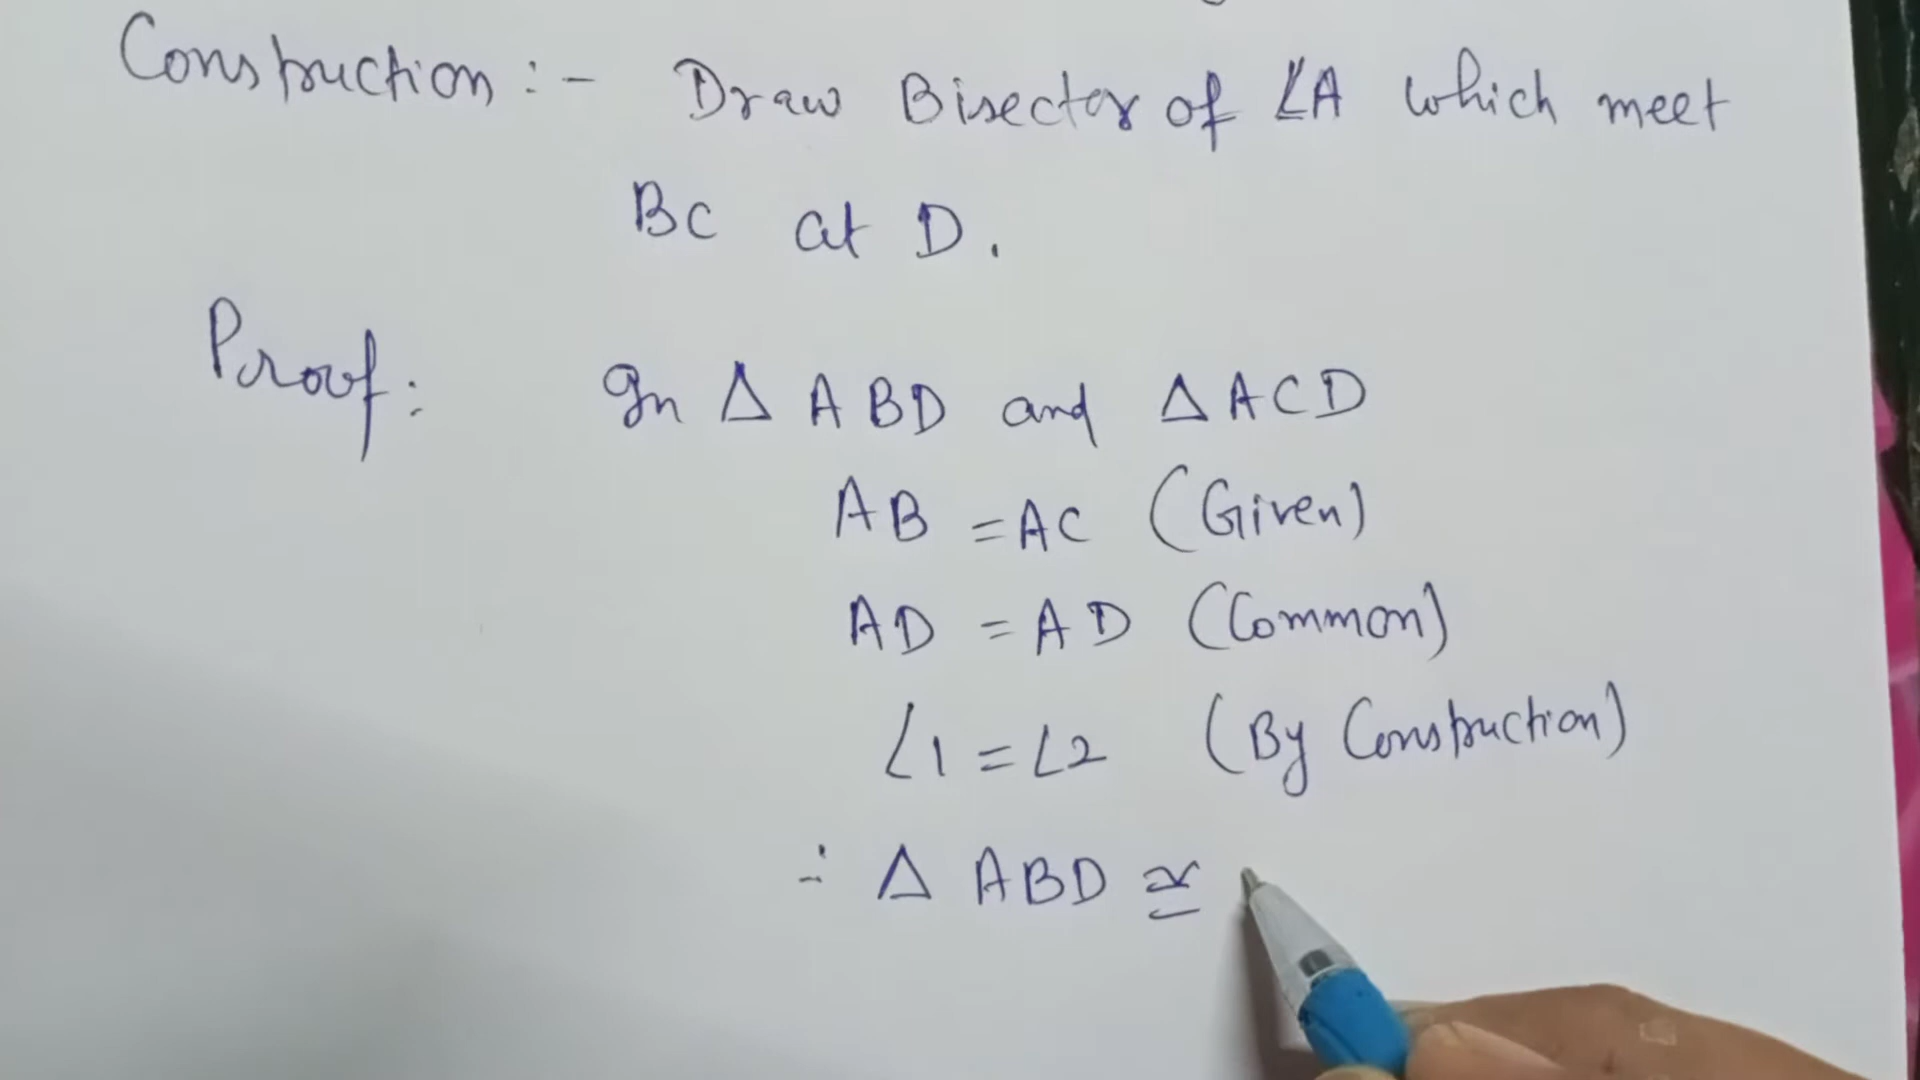 Construction :- Draw Bisector of ∠A which meet
BC at D.
Proof: In Δ ABD and Δ ACD
AB = AC (Given)
AD = AD (Common)
∠1 = ∠2 (By Construction)
∴ Δ ABD ≅